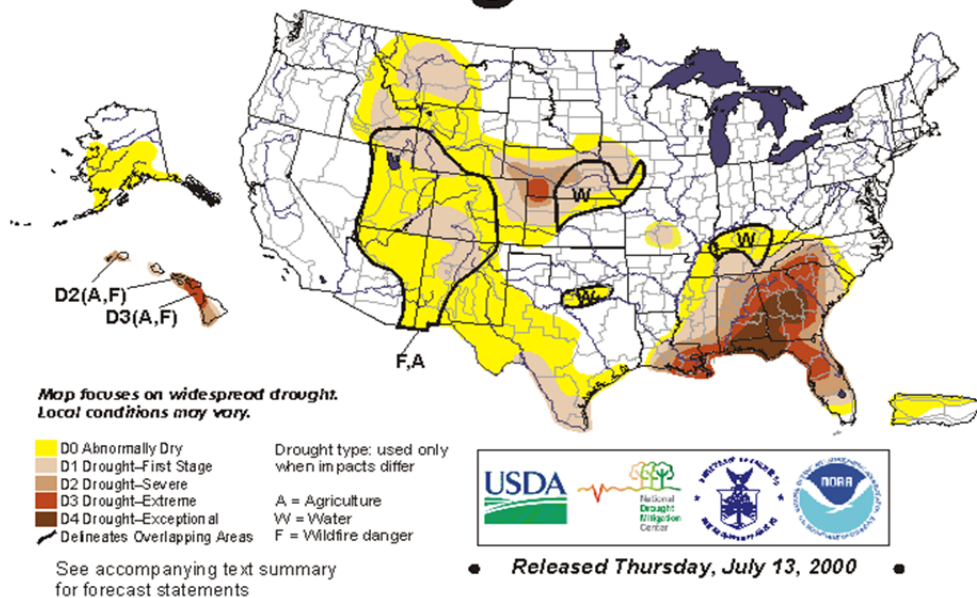 W
W
W
D2(A,F)
D3(A,F)
F,A
Map focuses on widespread drought.
Local conditions may vary.
D0 Abnormally Dry
D1 Drought–First Stage
D2 Drought–Severe
D3 Drought–Extreme
D4 Drought–Exceptional
Delineates Overlapping Areas
Drought type: used only
when impacts differ
A = Agriculture
W = Water
F = Wildfire danger
See accompanying text summary
for forecast statements
USDA
National
Drought
Mitigation
Center
NOAA
• Released Thursday, July 13, 2000 •